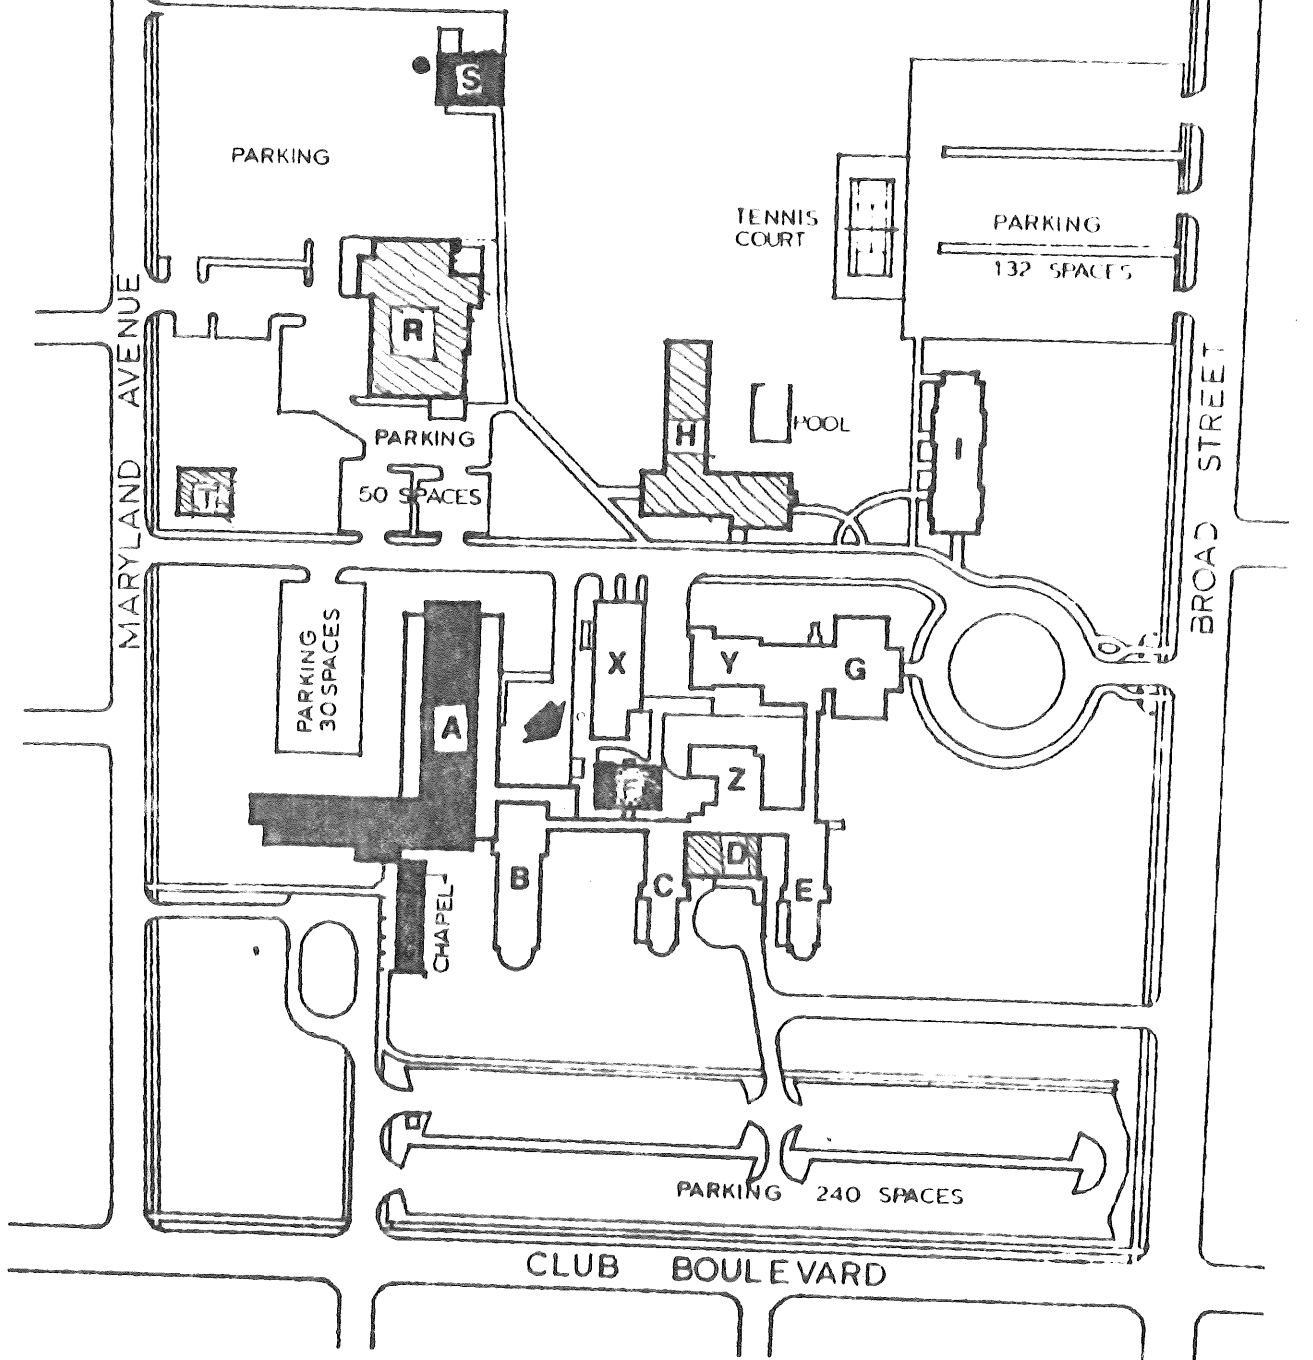 S
PARKING
TENNIS
COURT
PARKING
132 SPACES
R
MARYLAND AVENUE
BROAD STREET
H
POOL
I
PARKING
50 SPACES
T
PARKING
30 SPACES
A
X
Y
G
Z
F
B
C
D
E
CHAPEL
PARKING 240 SPACES
CLUB BOULEVARD